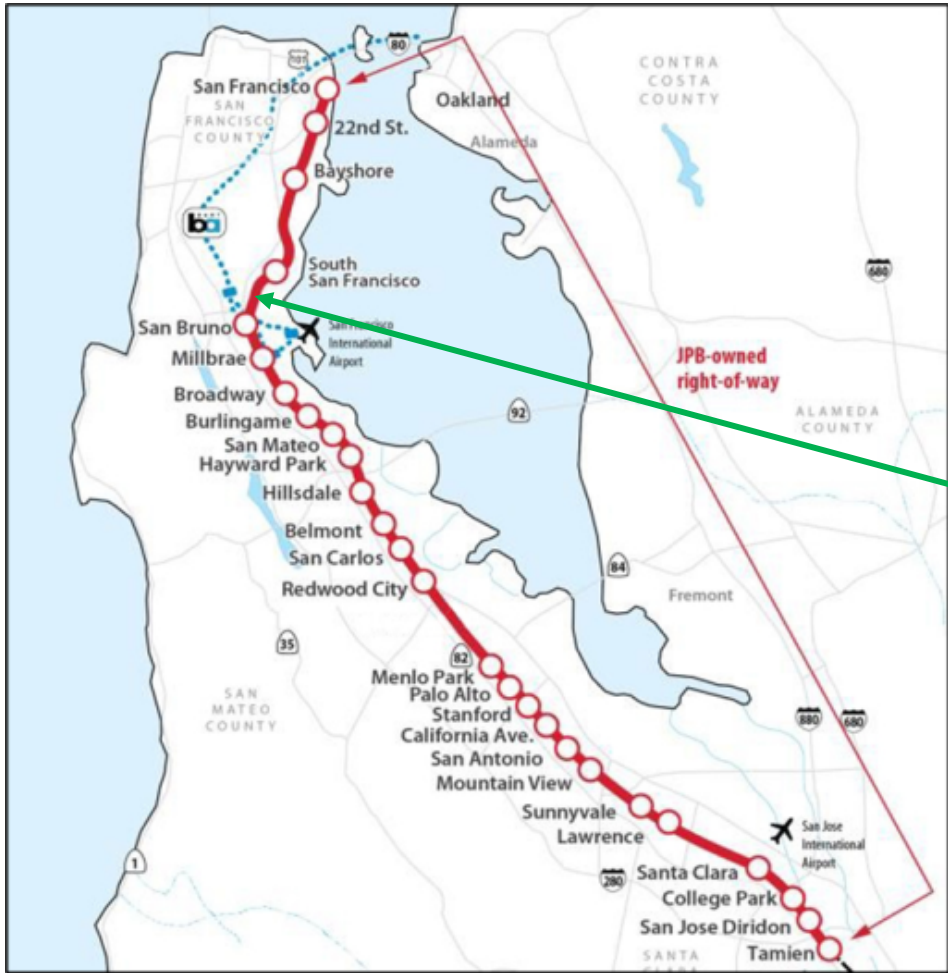 80
101
CONTRA
COSTA
COUNTY
San Francisco
SAN
FRANCISCO
COUNTY
Oakland
22nd St.
Alameda
Bayshore
ba
680
South
San Francisco
San Bruno
San Francisco
International
Airport
Millbrae
JPB-owned
right-of-way
Broadway
92
ALAMEDA
COUNTY
Burlingame
San Mateo
Hayward Park
Hillsdale
Belmont
San Carlos
84
Redwood City
Fremont
35
82
Menlo Park
Palo Alto
SAN
MATEO
COUNTY
Stanford
880
680
California Ave.
San Antonio
Mountain View
Sunnyvale
Lawrence
San Jose
International
Airport
1
280
Santa Clara
College Park
San Jose Diridon
Tamien
SANTA